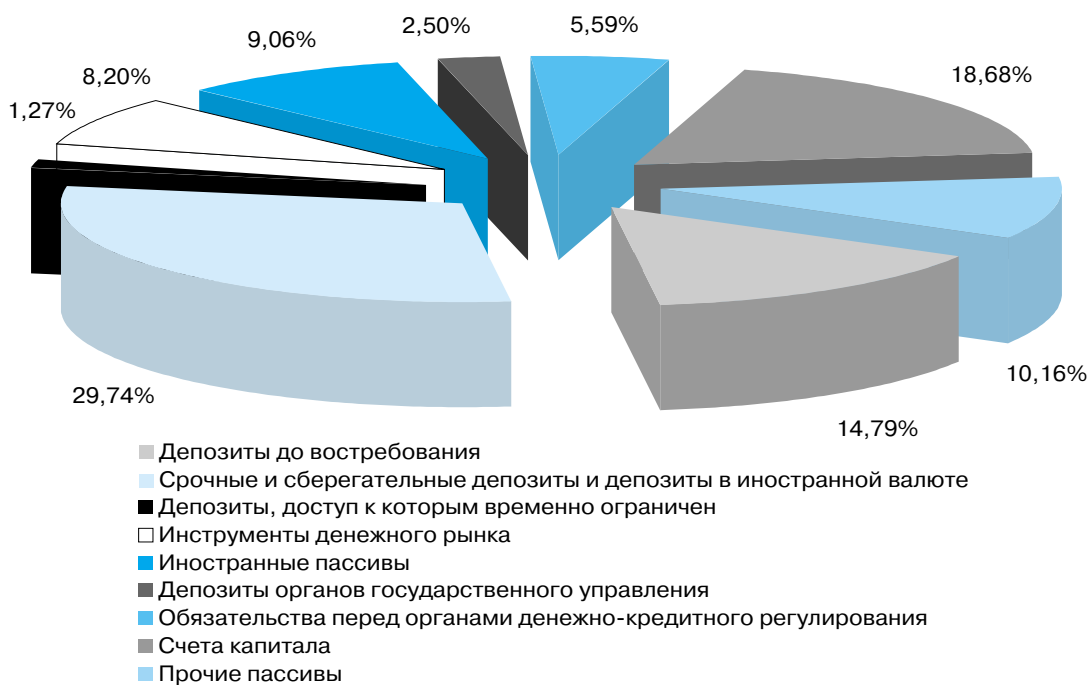 2,50%
5,59%
9,06%
18,68%
8,20%
1,27%
10,16%
29,74%
14,79%
Депозиты до востребования
Срочные и сберегательные депозиты и депозиты в иностранной валюте
Депозиты, доступ к которым временно ограничен
Инструменты денежного рынка
Иностранные пассивы
Депозиты органов государственного управления
Обязательства перед органами денежно-кредитного регулирования
Счета капитала
Прочие пассивы